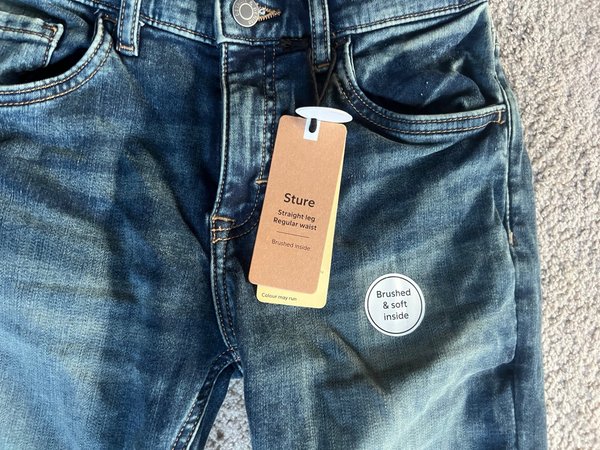 Sture
Straight leg
Regular waist
Brushed inside
Colour may run
Brushed
& soft
inside